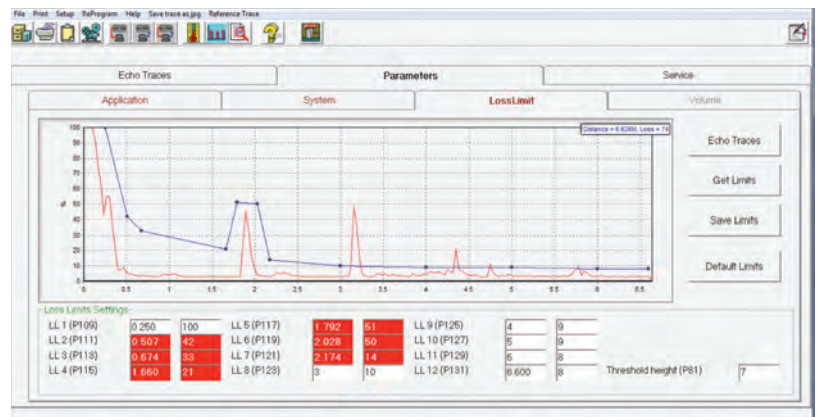 File Print Setup ReProgram Help Save trace as jpg Reference Trace
Echo Traces Parameters Service
Application System LossLimit Volume
Distance = 6.626M, Loss = 74
100
90
80
70
60
50
40
30
20
10
0
%
0 0.5 1 1.5 2 2.5 3 3.5 4 4.5 5 5.5 6 6.5
Echo Traces
Get Limits
Save Limits
Default Limits
Loss Limits Settings
LL 1 (P109) 0.250 100 LL 5 (P117) 1.792 51 LL 9 (P125) 4 9
LL 2 (P111) 0.507 42 LL 6 (P119) 2.028 50 LL 10 (P127) 5 9
LL 3 (P113) 0.674 33 LL 7 (P121) 2.174 14 LL 11 (P129) 6 8
LL 4 (P115) 1.660 21 LL 8 (P123) 3 10 LL 12 (P131) 6.600 8 Threshold height (P81) 7